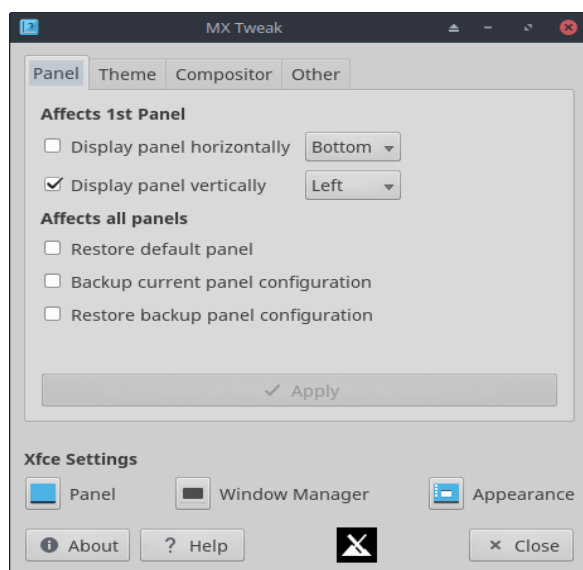 MX Tweak
Panel Theme Compositor Other
Affects 1st Panel
Display panel horizontally Bottom
Display panel vertically Left
Affects all panels
Restore default panel
Backup current panel configuration
Restore backup panel configuration
Apply
Xfce Settings
Panel Window Manager Appearance
About ? Help Close